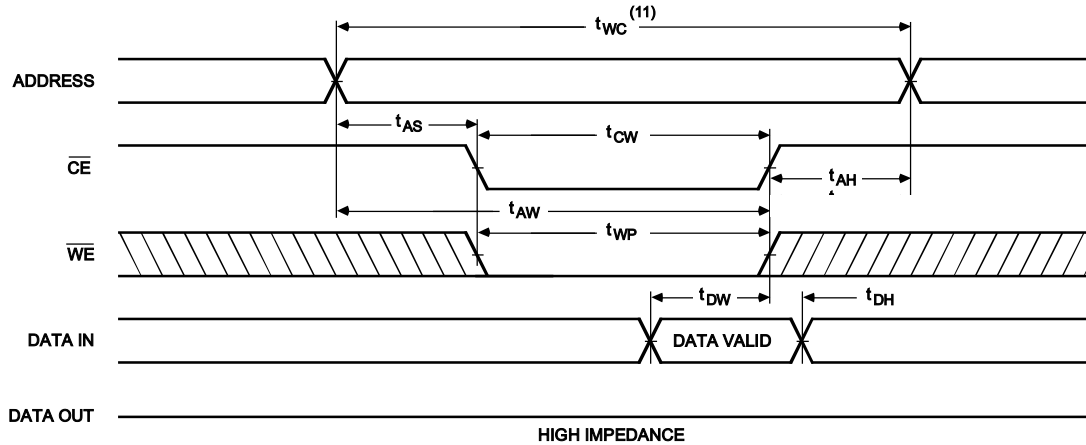 tWC(11)
ADDRESS
tAS
tCW
CE
tAH
tAW
tWP
WE
tDW
tDH
DATA IN
DATA VALID
DATA OUT
HIGH IMPEDANCE